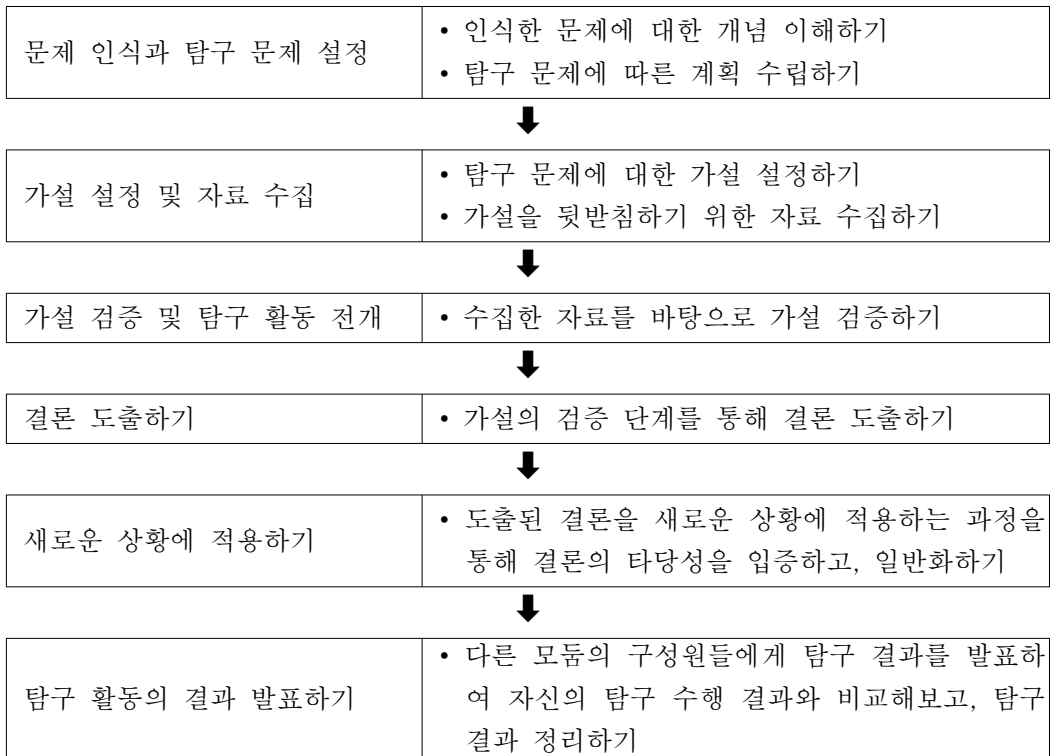 문제 인식과 탐구 문제 설정
• 인식한 문제에 대한 개념 이해하기
• 탐구 문제에 따른 계획 수립하기
가설 설정 및 자료 수집
• 탐구 문제에 대한 가설 설정하기
• 가설을 뒷받침하기 위한 자료 수집하기
가설 검증 및 탐구 활동 전개
• 수집한 자료를 바탕으로 가설 검증하기
결론 도출하기
• 가설의 검증 단계를 통해 결론 도출하기
새로운 상황에 적용하기
• 도출된 결론을 새로운 상황에 적용하는 과정을
통해 결론의 타당성을 입증하고, 일반화하기
탐구 활동의 결과 발표하기
• 다른 모둠의 구성원들에게 탐구 결과를 발표하
여 자신의 탐구 수행 결과와 비교해보고, 탐구
결과 정리하기